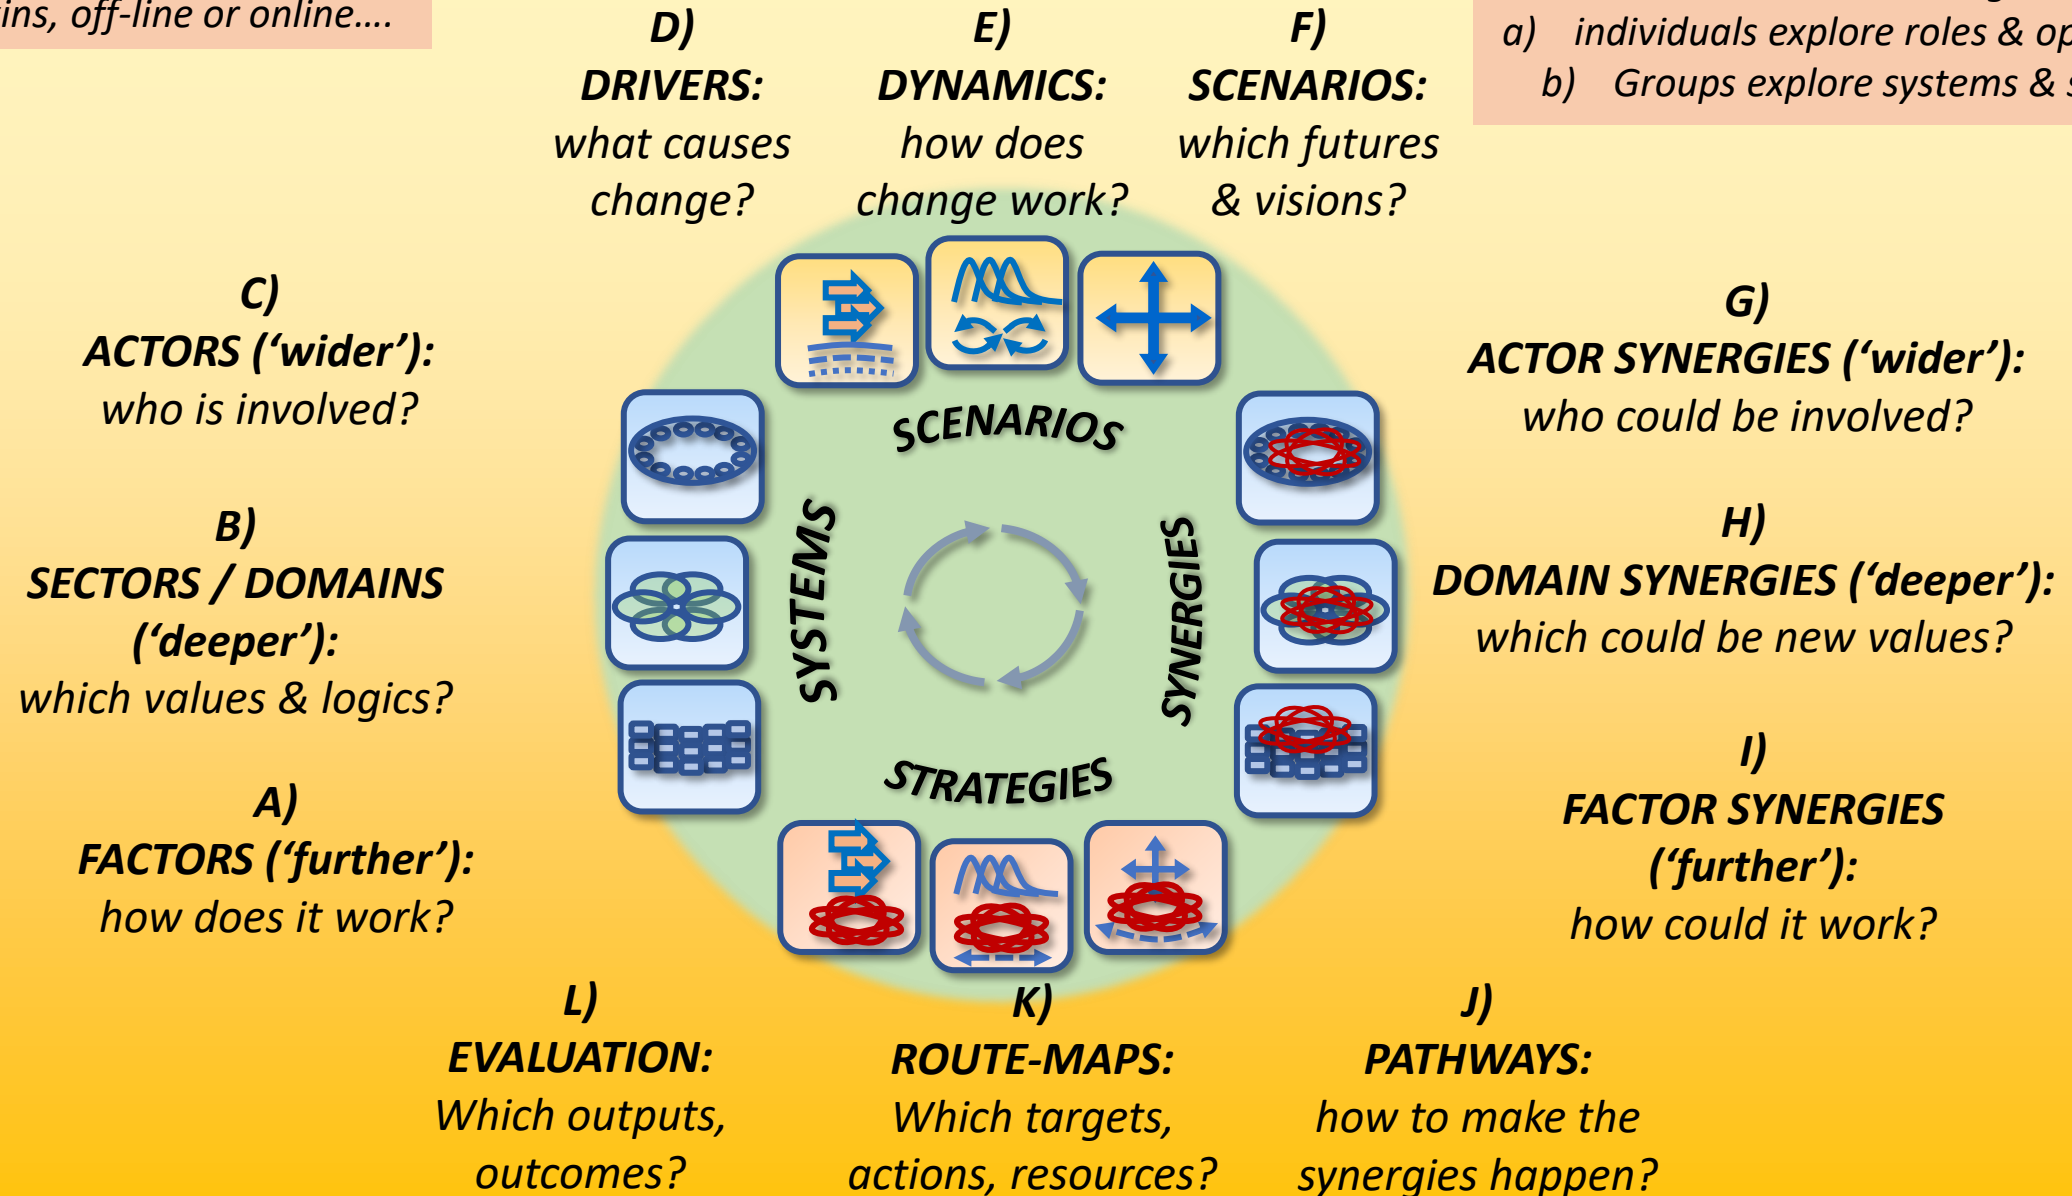 off-line or online....
a) individuals explore roles &
b) Groups explore systems &
D)
DRIVERS:
what causes
change?
E)
DYNAMICS:
how does
change work?
F)
SCENARIOS:
which futures
& visions?
C)
ACTORS (‘wider’):
who is involved?
B)
SECTORS / DOMAINS
(‘deeper’):
which values & logics?
A)
FACTORS (‘further’):
how does it work?
SCENARIOS
SYSTEMS
SYNERGIES
STRATEGIES
G)
ACTOR SYNERGIES (‘wider’):
who could be involved?
H)
DOMAIN SYNERGIES (‘deeper’):
which could be new values?
I)
FACTOR SYNERGIES
(‘further’):
how could it work?
L)
EVALUATION:
Which outputs,
outcomes?
K)
ROUTE-MAPS:
Which targets,
actions, resources?
J)
PATHWAYS:
how to make the
synergies happen?